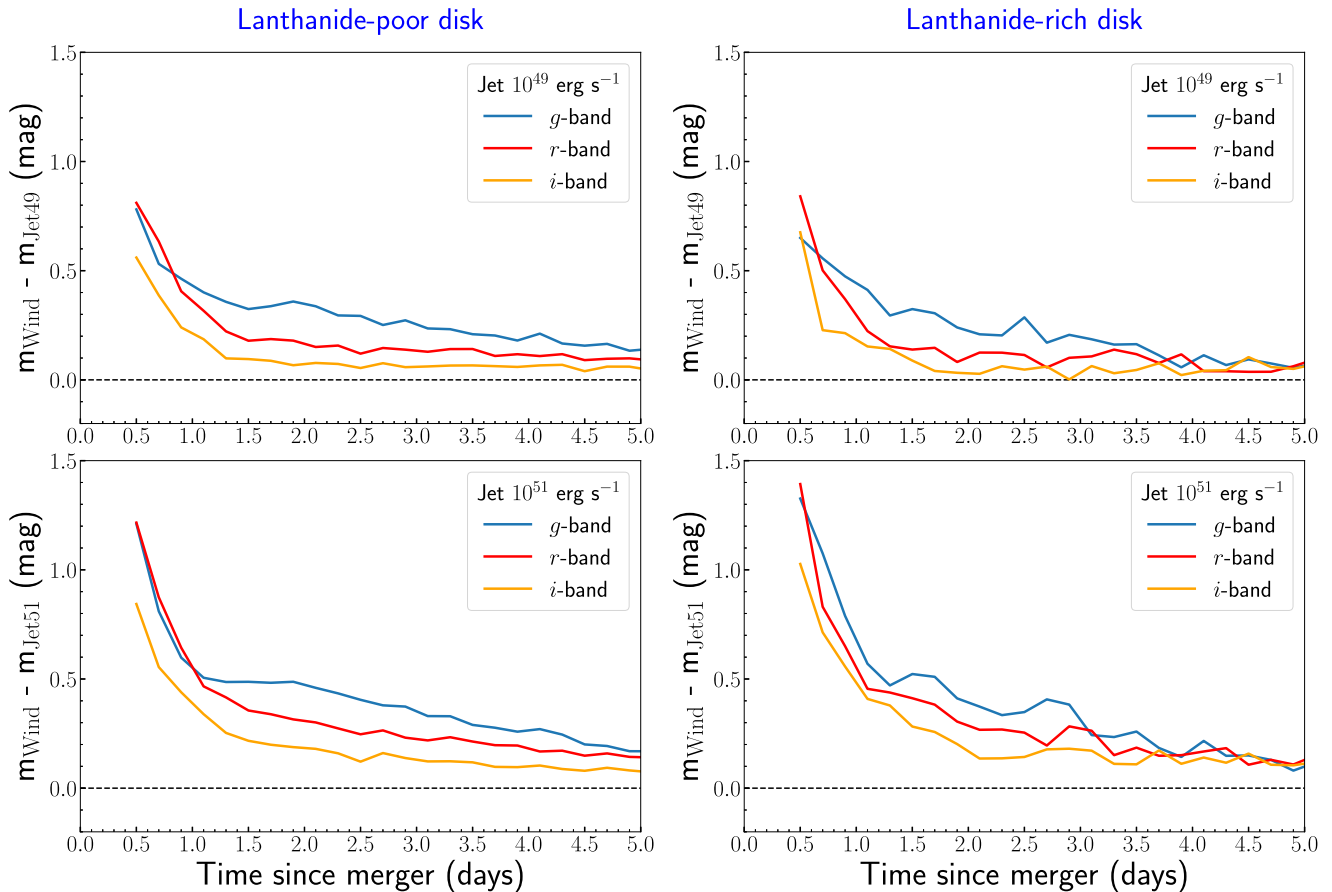 Lanthanide-poor disk
Lanthanide-rich disk
1.5
1.0
0.5
0.0
m_Wind - m_Jet49 (mag)
Jet 10^49 erg s^−1
g-band
r-band
i-band
0.0 0.5 1.0 1.5 2.0 2.5 3.0 3.5 4.0 4.5 5.0
1.5
1.0
0.5
0.0
m_Wind - m_Jet49 (mag)
Jet 10^49 erg s^−1
g-band
r-band
i-band
0.0 0.5 1.0 1.5 2.0 2.5 3.0 3.5 4.0 4.5 5.0
1.5
1.0
0.5
0.0
m_Wind - m_Jet51 (mag)
Jet 10^51 erg s^−1
g-band
r-band
i-band
0.0 0.5 1.0 1.5 2.0 2.5 3.0 3.5 4.0 4.5 5.0
Time since merger (days)
1.5
1.0
0.5
0.0
m_Wind - m_Jet51 (mag)
Jet 10^51 erg s^−1
g-band
r-band
i-band
0.0 0.5 1.0 1.5 2.0 2.5 3.0 3.5 4.0 4.5 5.0
Time since merger (days)